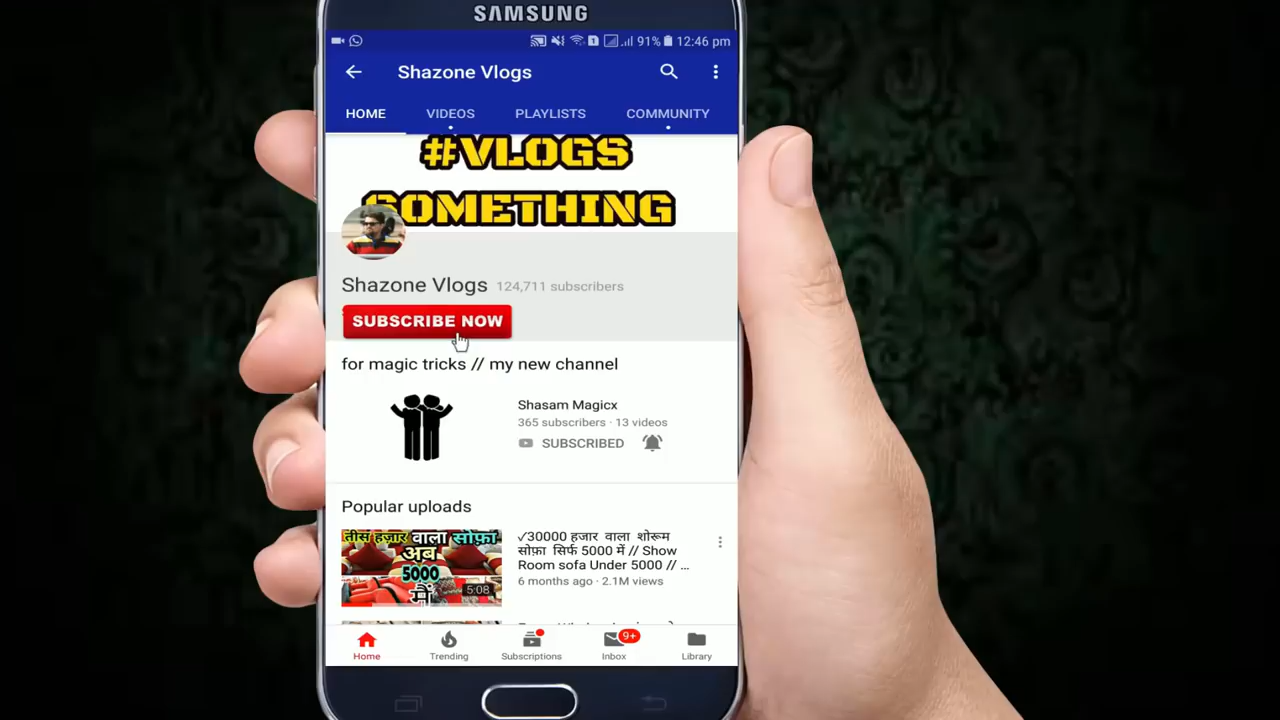 SAMSUNG
91% 12:46 pm
Shazone Vlogs
HOME VIDEOS PLAYLISTS COMMUNITY
#VLOGS
SOMETHING
Shazone Vlogs 124,711 subscribers
SUBSCRIBE NOW
for magic tricks // my new channel
Shasam Magicx
365 subscribers · 13 videos
SUBSCRIBED
Popular uploads
तीस हज़ार वाला सोफ़ा
अब
5000
में
5:08
✓30000 हजार वाला शोरूम
सोफ़ा सिर्फ 5000 में // Show
Room sofa Under 5000 // ...
6 months ago · 2.1M views
9+
Home Trending Subscriptions Inbox Library